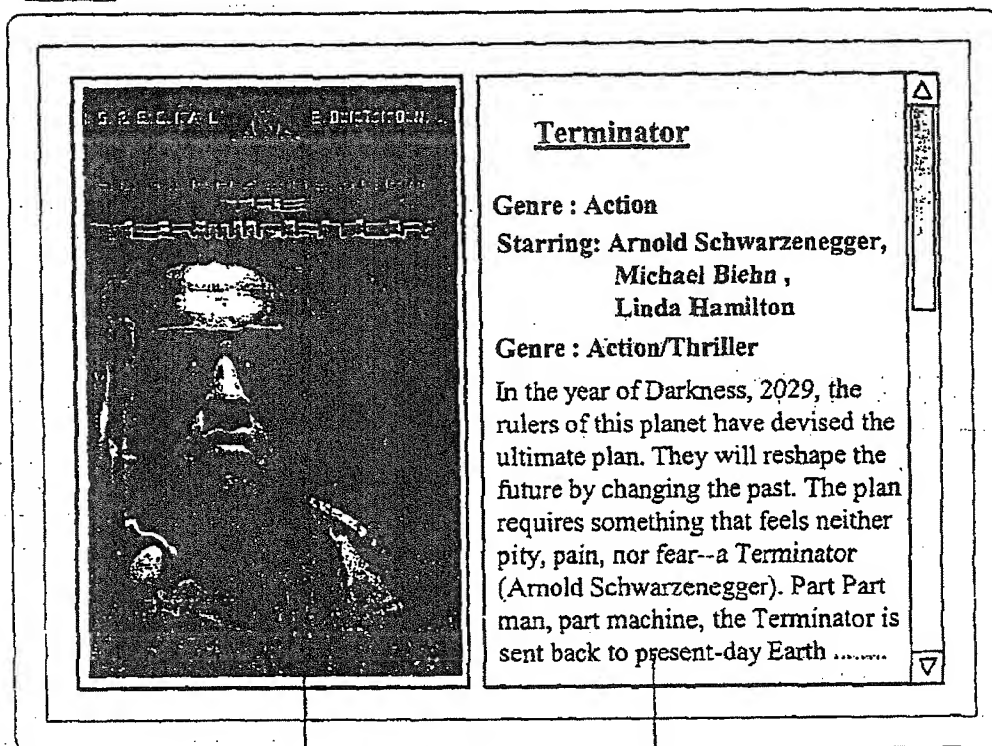 SPECIAL EDITION
Terminator
Genre : Action
Starring: Arnold Schwarzenegger,
Michael Biehn ,
Linda Hamilton
Genre : Action/Thriller
In the year of Darkness, 2029, the
rulers of this planet have devised the
ultimate plan. They will reshape the
future by changing the past. The plan
requires something that feels neither
pity, pain, nor fear--a Terminator
(Arnold Schwarzenegger). Part Part
man, part machine, the Terminator is
sent back to present-day Earth ........